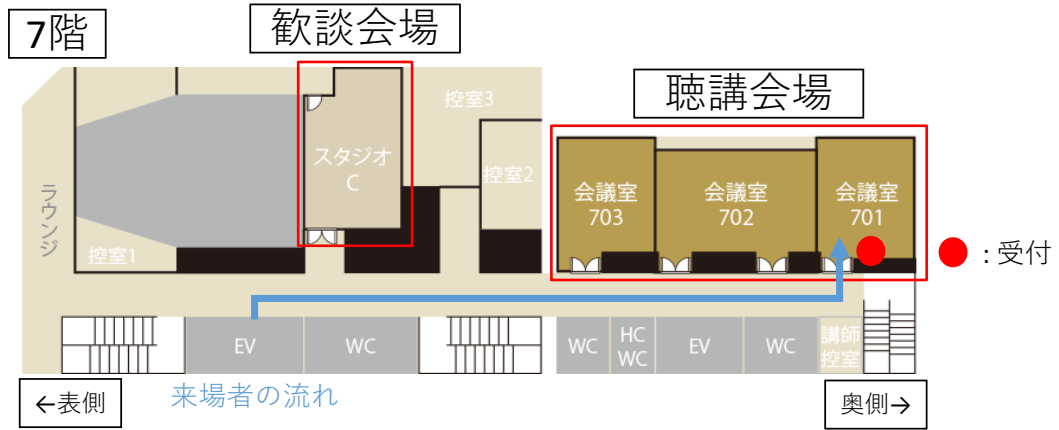 7階
歓談会場
聴講会場
控室3
スタジオ
C
控室2
会議室
703
会議室
702
会議室
701
ラウンジ
控室1
:受付
EV
WC
WC
HC
WC
EV
WC
講師
控室
←表側
来場者の流れ
奥側→